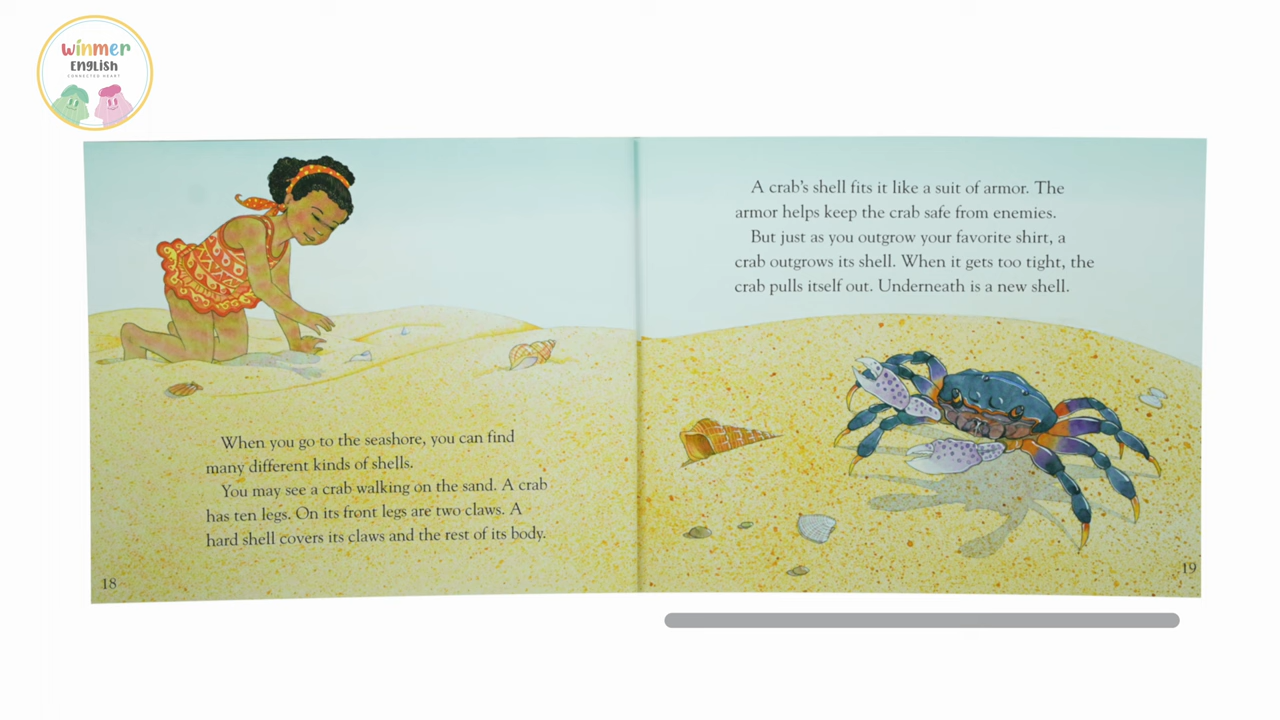 winmer
English
CONNECTED HEART
When you go to the seashore, you can find
many different kinds of shells.
You may see a crab walking on the sand. A crab
has ten legs. On its front legs are two claws. A
hard shell covers its claws and the rest of its body.
18
A crab's shell fits it like a suit of armor. The
armor helps keep the crab safe from enemies.
But just as you outgrow your favorite shirt, a
crab outgrows its shell. When it gets too tight, the
crab pulls itself out. Underneath is a new shell.
19